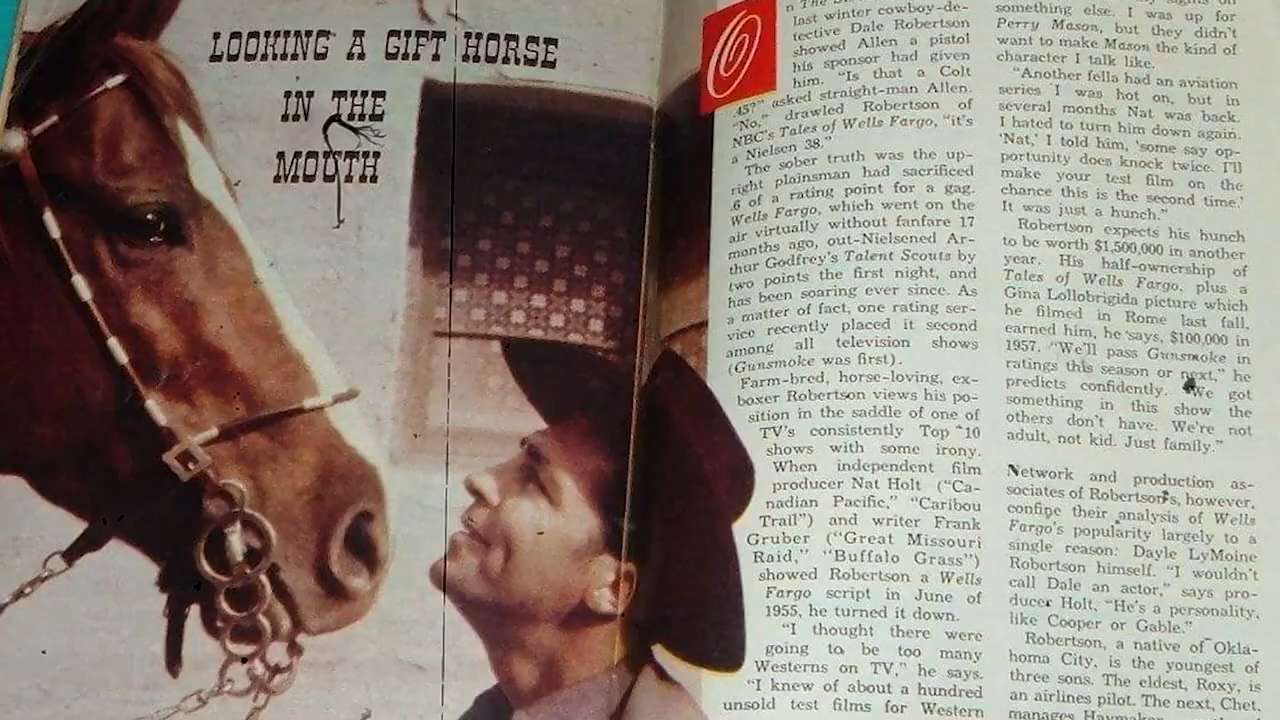 LOOKING A GIFT HORSE
IN THE
MOUTH
O
n The
last winter cowboy-de-
tective Dale Robertson
showed Allen a pistol
his sponsor had given
him. "Is that a Colt
.45?" asked straight-man Allen.
"No," drawled Robertson of
NBC's Tales of Wells Fargo, "it's
a Nielsen 38."
The sober truth was the up-
right plainsman had sacrificed
.6 of a rating point for a gag.
Wells Fargo, which went on the
air virtually without fanfare 17
months ago, out-Nielsened Ar-
thur Godfrey's Talent Scouts by
two points the first night, and
has been soaring ever since. As
a matter of fact, one rating ser-
vice recently placed it second
among all television shows
(Gunsmoke was first).
Farm-bred, horse-loving, ex-
boxer Robertson views his po-
sition in the saddle of one of
TV's consistently Top 10
shows with some irony.
When independent film
producer Nat Holt ("Ca-
nadian Pacific," "Caribou
Trail") and writer Frank
Gruber ("Great Missouri
Raid," "Buffalo Grass")
showed Robertson a Wells
Fargo script in June of
1955, he turned it down.
"I thought there were
going to be too many
Westerns on TV," he says.
"I knew of about a hundred
unsold test films for Western
something else. I was up for
Perry Mason, but they didn't
want to make Mason the kind of
character I talk like.
"Another fella had an aviation
series I was hot on, but in
several months Nat was back.
I hated to turn him down again.
'Nat,' I told him, 'some say op-
portunity does knock twice. I'll
make your test film on the
chance this is the second time.'
It was just a hunch."
Robertson expects his hunch
to be worth $1,500,000 in another
year. His half-ownership of
Tales of Wells Fargo, plus a
Gina Lollobrigida picture which
he filmed in Rome last fall,
earned him, he says, $100,000 in
1957. "We'll pass Gunsmoke in
ratings this season or next," he
predicts confidently. "We got
something in this show the
others don't have. We're not
adult, not kid. Just family."
Network and production as-
sociates of Robertson's, however,
confine their analysis of Wells
Fargo's popularity largely to a
single reason: Dayle LyMoine
Robertson himself. "I wouldn't
call Dale an actor," says pro-
ducer Holt, "He's a personality,
like Cooper or Gable."
Robertson, a native of Okla-
homa City, is the youngest of
three sons. The eldest, Roxy, is
an airlines pilot. The next, Chet,
manages